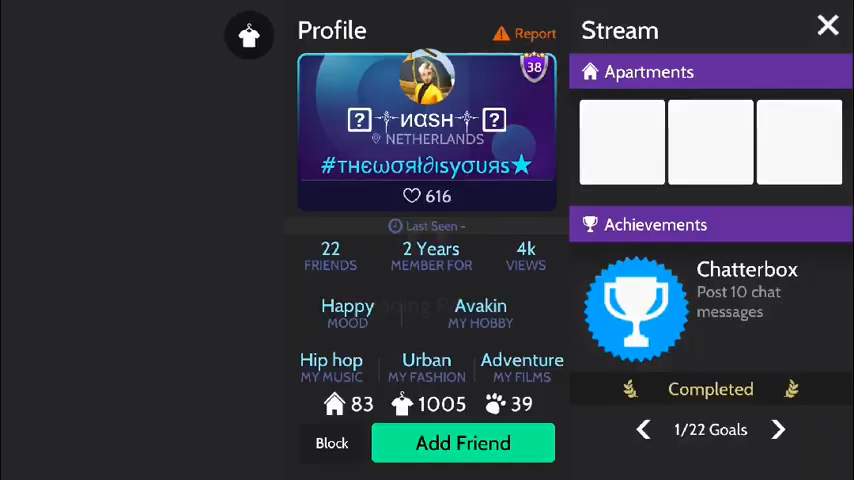 Profile
Report
38
⍰⸸иαѕн⸸⍰
NETHERLANDS
#тнєωσяł∂ιѕуσυяѕ★
616
Last Seen -
22
FRIENDS
2 Years
MEMBER FOR
4k
VIEWS
Happy
MOOD
Avakin
MY HOBBY
Hip hop
MY MUSIC
Urban
MY FASHION
Adventure
MY FILMS
83
1005
39
Block
Add Friend
Stream
Apartments
Achievements
Chatterbox
Post 10 chat
messages
Completed
1/22 Goals